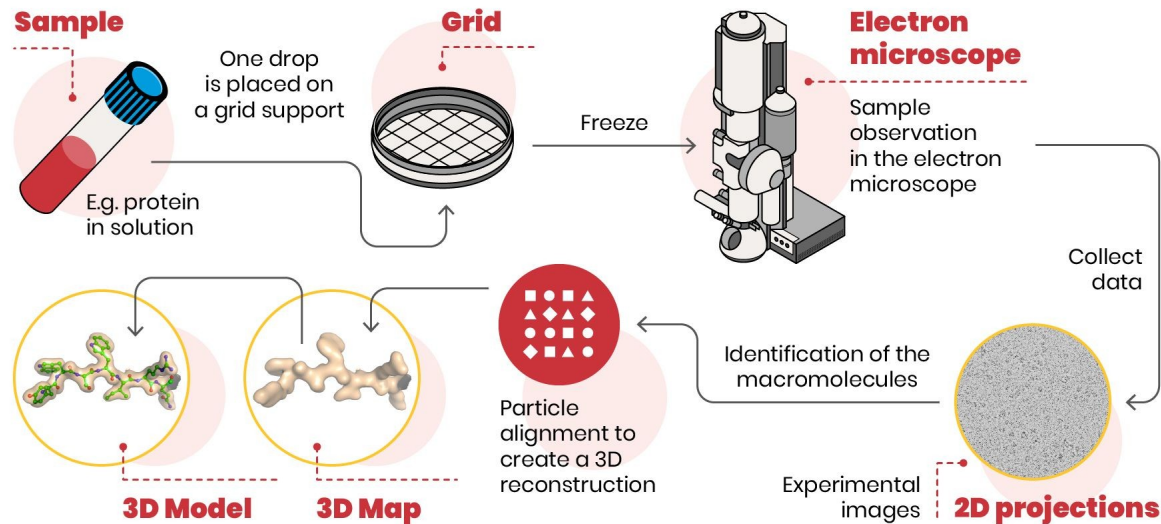 Sample
One drop
is placed on
a grid support
E.g. protein
in solution
Grid
Freeze
Electron
microscope
Sample
observation
in the electron
microscope
Collect
data
2D projections
Experimental
images
Identification of the
macromolecules
Particle
alignment to
create a 3D
reconstruction
3D Map
3D Model